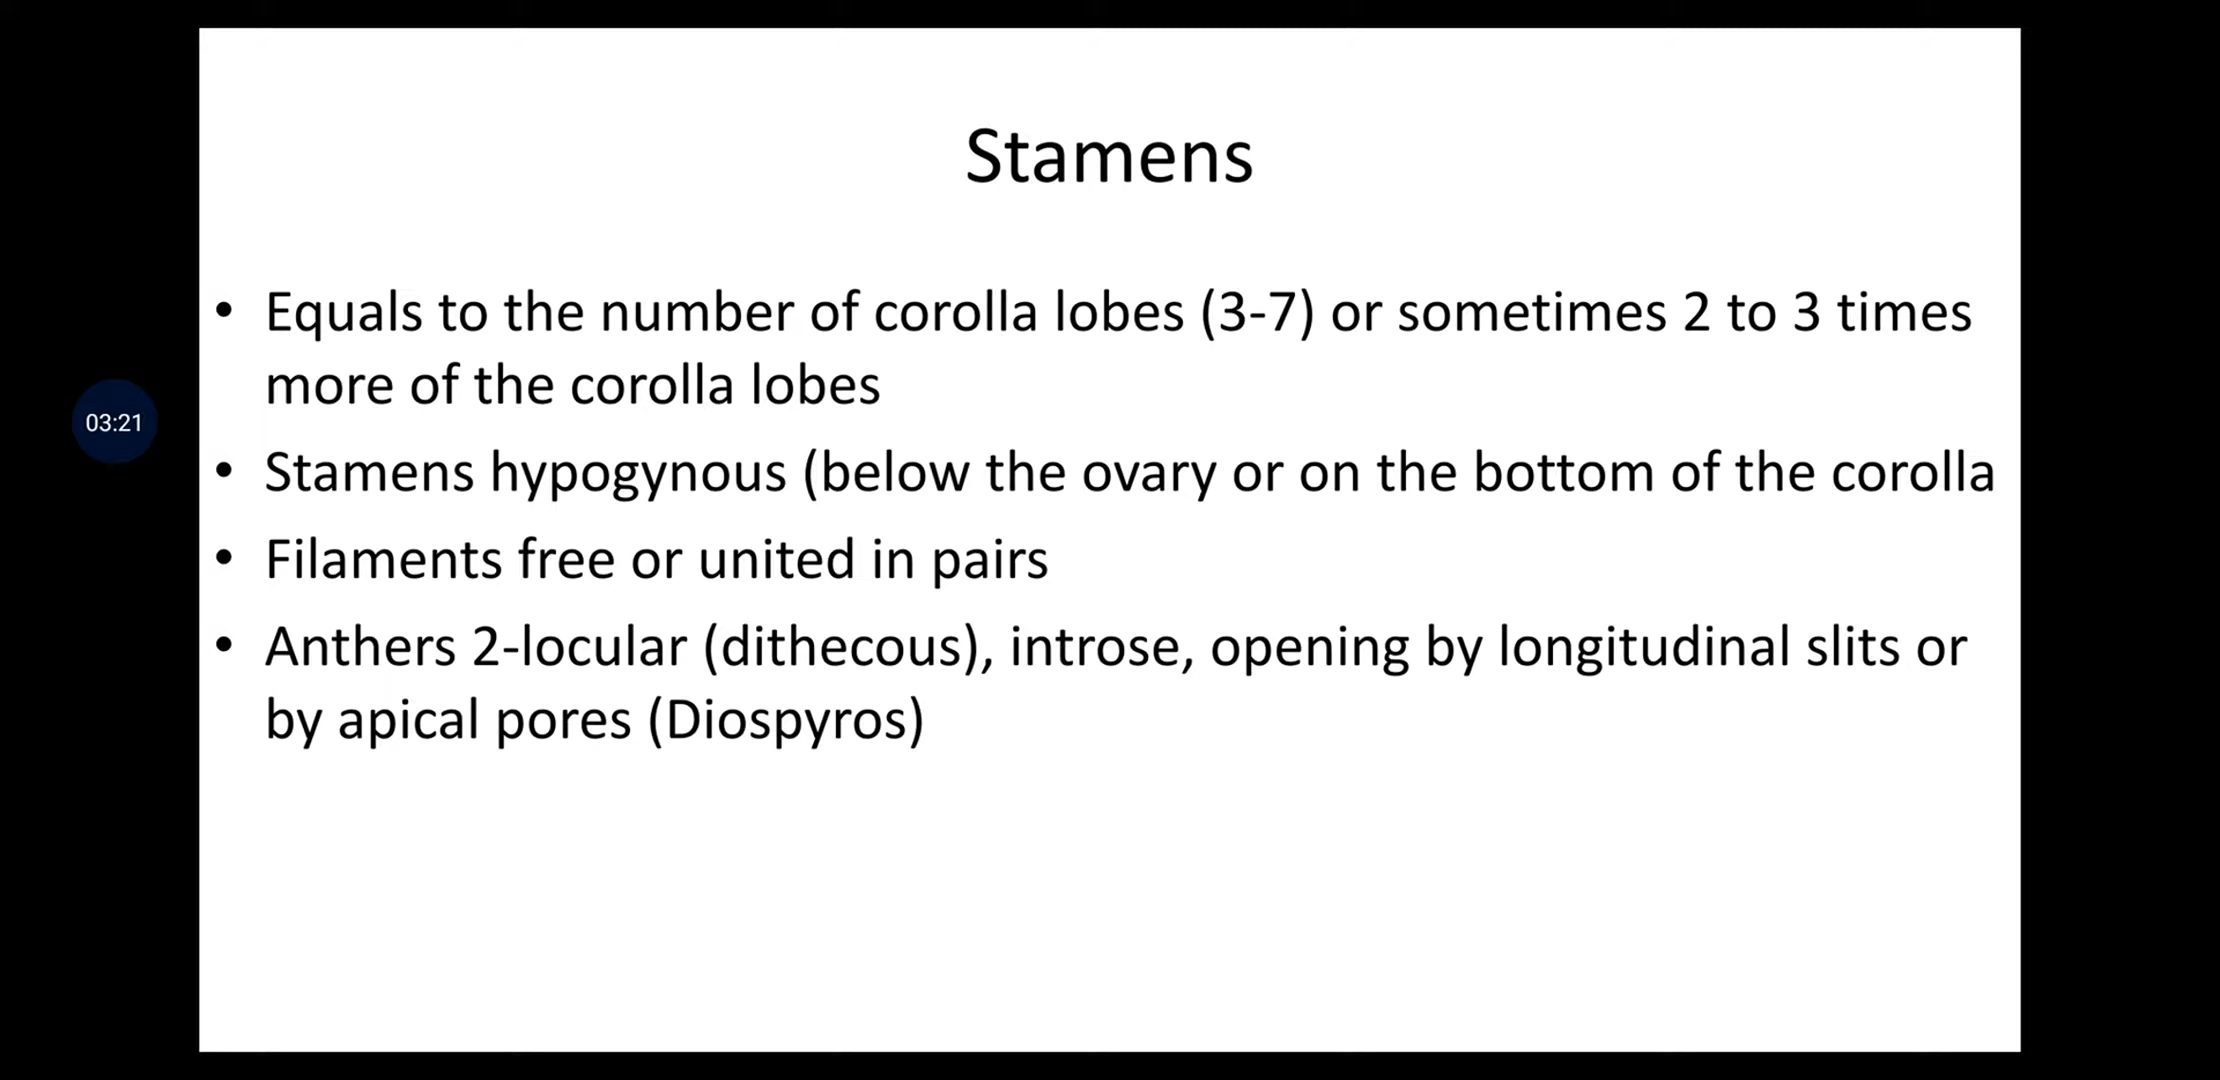 Stamens
• Equals to the number of corolla lobes (3-7) or sometimes 2 to 3 times
more of the corolla lobes
03:21
• Stamens hypogynous (below the ovary or on the bottom of the corolla
• Filaments free or united in pairs
• Anthers 2-locular (dithecous), introse, opening by longitudinal slits or
by apical pores (Diospyros)